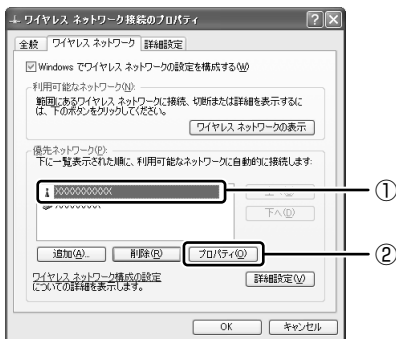 ワイヤレス ネットワーク接続のプロパティ
全般 ワイヤレス ネットワーク 詳細設定
Windows でワイヤレス ネットワークの設定を構成する(W)
利用可能なネットワーク(N):
範囲にあるワイヤレス ネットワークに接続、切断または詳細を表示するに
は、下のボタンをクリックしてください。
ワイヤレス ネットワークの表示
優先ネットワーク(P):
下に一覧表示された順に、利用可能なネットワークに自動的に接続します:
XXXXXXXXXX
①
下へ(D)
追加(A)... 削除(R) プロパティ(O)
②
ワイヤレス ネットワーク構成の設定
についての詳細を表示します。
詳細設定(V)
OK キャンセル